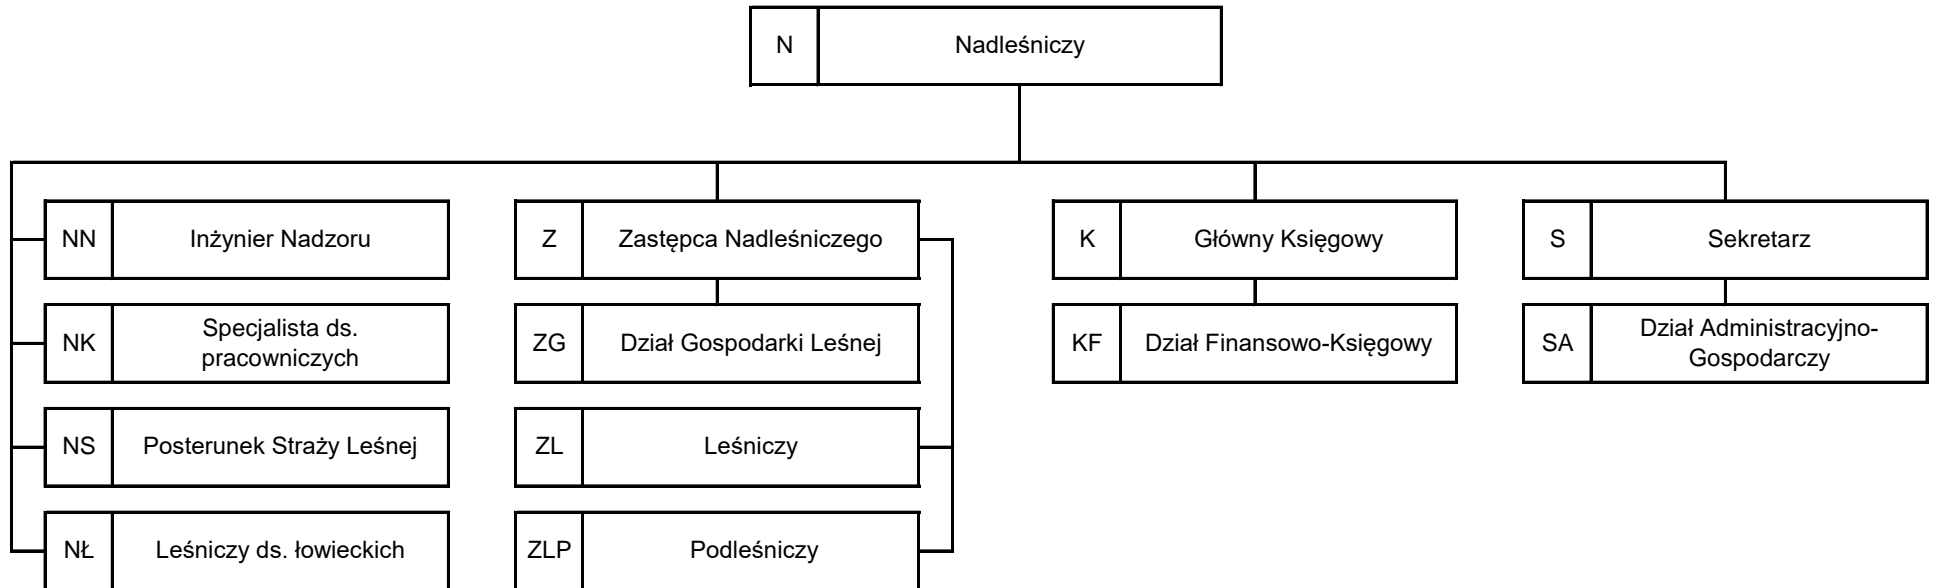 N Nadleśniczy
NN Inżynier Nadzoru
Z Zastępca Nadleśniczego
K Główny Księgowy
S Sekretarz
NK Specjalista ds.
pracowniczych
ZG Dział Gospodarki Leśnej
KF Dział Finansowo-Księgowy
SA Dział Administracyjno-
Gospodarczy
NS Posterunek Straży Leśnej
ZL Leśniczy
NŁ Leśniczy ds. łowieckich
ZLP Podleśniczy